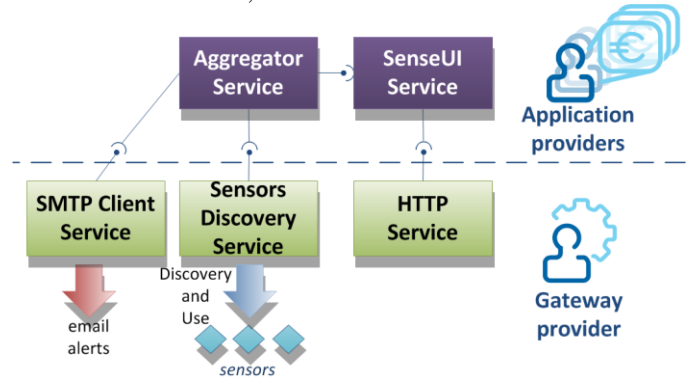 Aggregator
Service
SenseUI
Service
€
Application
providers
SMTP Client
Service
Sensors
Discovery
Service
HTTP
Service
Discovery
and
Use
email
alerts
sensors
Gateway
provider